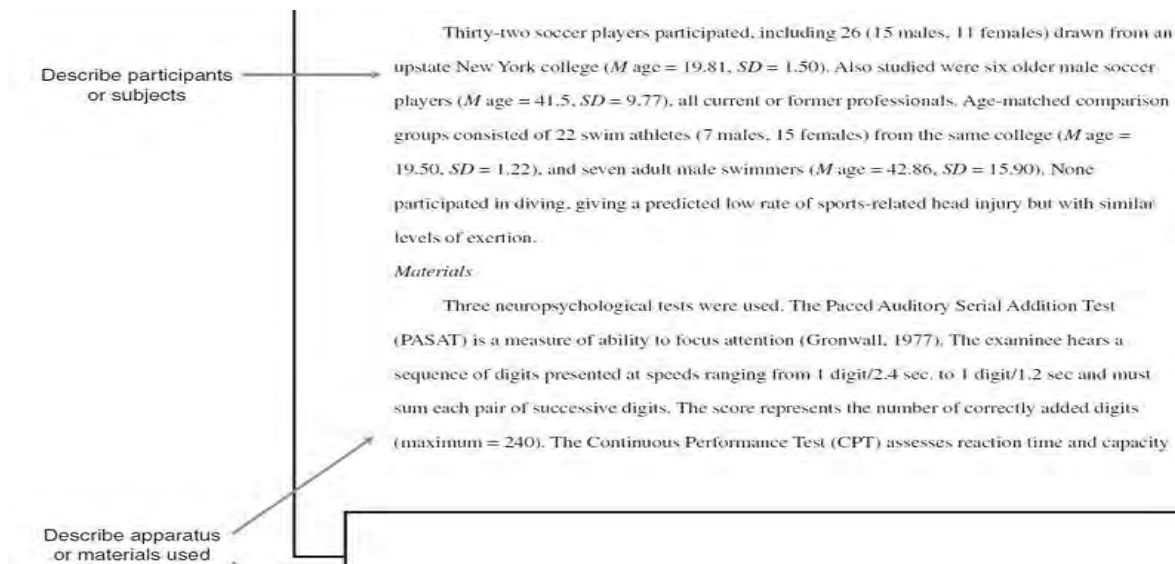 Thirty-two soccer players participated, including 26 (15 males, 11 females) drawn from an
Describe participants
or subjects
upstate New York college (M age = 19.81, SD = 1.50). Also studied were six older male soccer
players (M age = 41.5, SD = 9.77), all current or former professionals. Age-matched comparison
groups consisted of 22 swim athletes (7 males, 15 females) from the same college (M age =
19.50, SD = 1.22), and seven adult male swimmers (M age = 42.86, SD = 15.90). None
participated in diving, giving a predicted low rate of sports-related head injury but with similar
levels of exertion.
Materials
Three neuropsychological tests were used. The Paced Auditory Serial Addition Test
(PASAT) is a measure of ability to focus attention (Gronwall, 1977). The examinee hears a
sequence of digits presented at speeds ranging from 1 digit/2.4 sec. to 1 digit/1.2 sec and must
sum each pair of successive digits. The score represents the number of correctly added digits
(maximum = 240). The Continuous Performance Test (CPT) assesses reaction time and capacity
Describe apparatus
or materials used